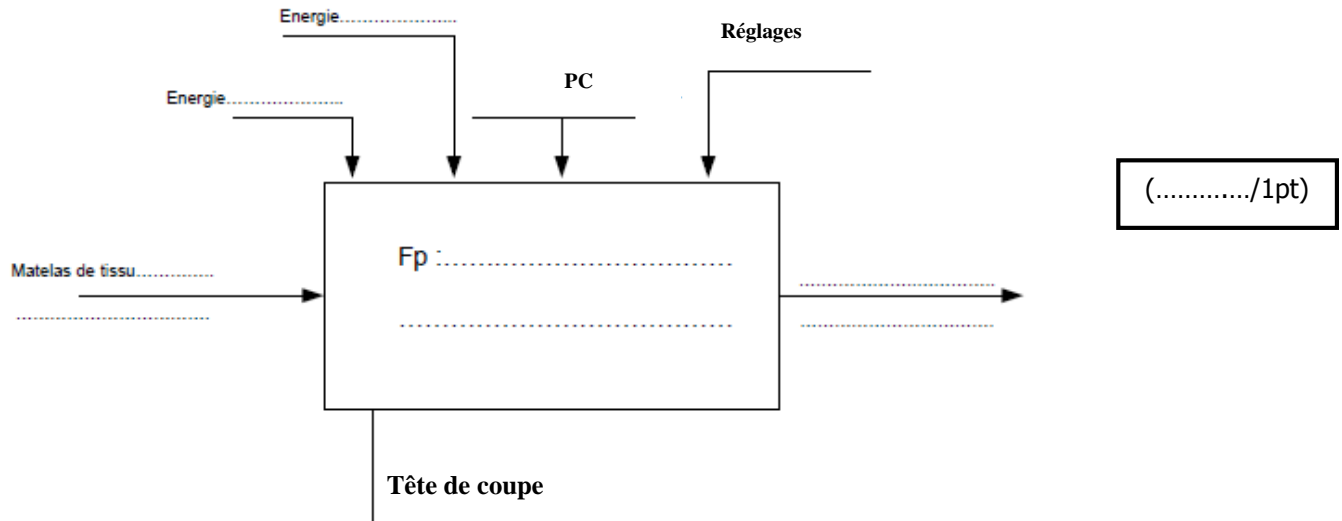 Energie.....................
Réglages
PC
Energie.....................
(............./1pt)
Fp :.....................................
Matelas de tissu..............
....................................
.........................................
...................................
...................................
Tête de coupe